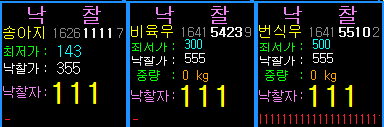 낙 찰
송아지 1626 1111 7
최저가 : 143
낙찰가 : 355
낙찰자: 111
-
낙 찰
비육우 1641 5423 9
최저가 : 300
낙찰가 : 555
중량 : 0 kg
낙찰자: 111
-
낙 찰
번식우 1641 5510 2
최저가 : 500
낙찰가 : 555
중량 : 0 kg
낙찰자: 111